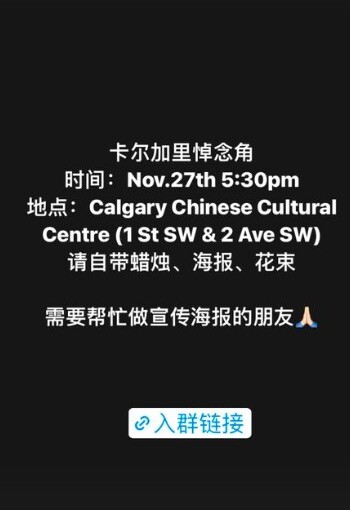 卡尔加里悼念角
时间：Nov.27th 5:30pm
地点：Calgary Chinese Cultural
Centre (1 St SW & 2 Ave SW)
请自带蜡烛、海报、花束
需要帮忙做宣传海报的朋友🙏🏻
入群链接